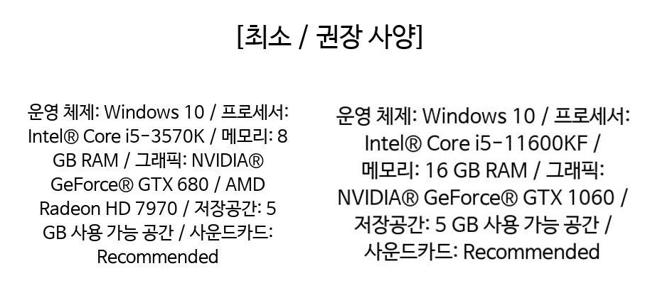 [최소 / 권장 사양]
운영 체제: Windows 10 / 프로세서:
Intel® Core i5-3570K / 메모리: 8
GB RAM / 그래픽: NVIDIA®
GeForce® GTX 680 / AMD
Radeon HD 7970 / 저장공간: 5
GB 사용 가능 공간 / 사운드카드:
Recommended
운영 체제: Windows 10 / 프로세서:
Intel® Core i5-11600KF /
메모리: 16 GB RAM / 그래픽:
NVIDIA® GeForce® GTX 1060 /
저장공간: 5 GB 사용 가능 공간 /
사운드카드: Recommended